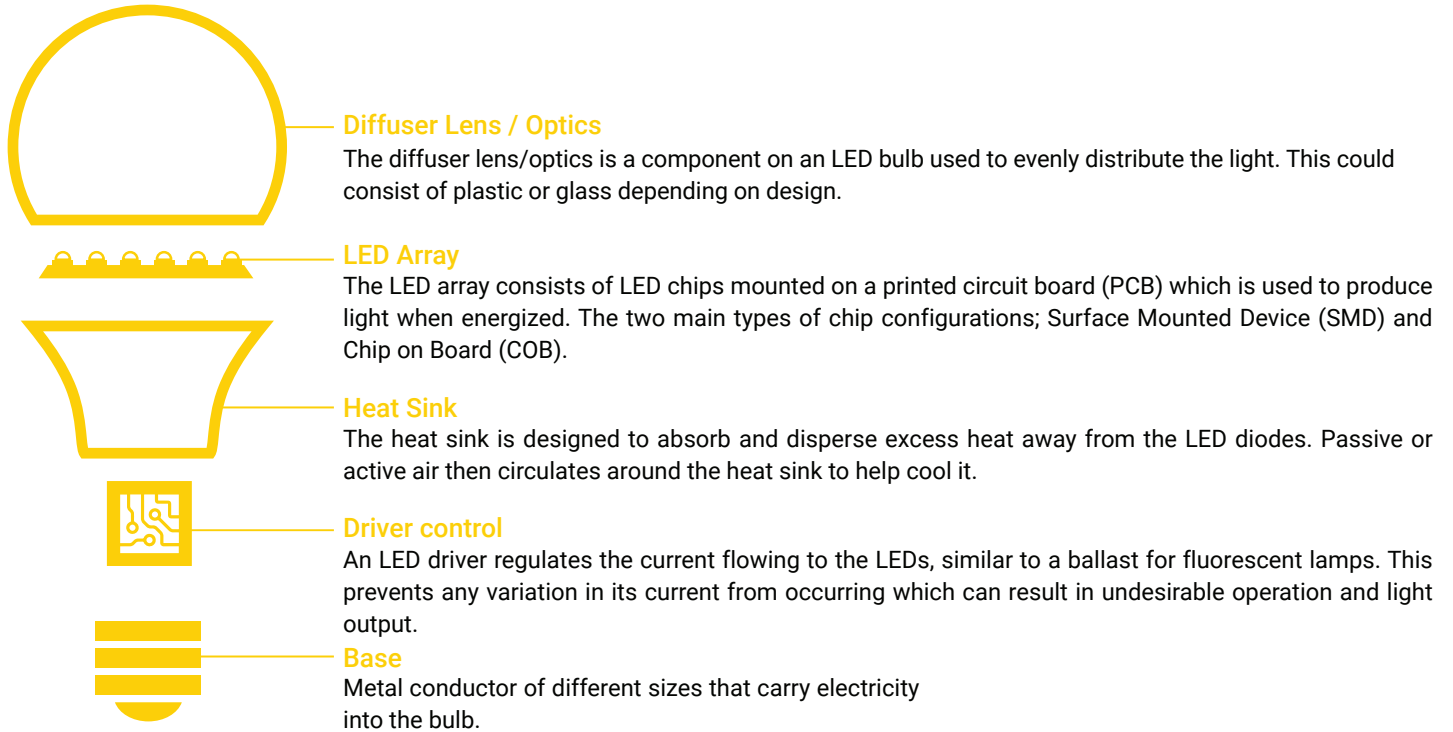 Diffuser Lens / Optics
The diffuser lens/optics is a component on an LED bulb used to evenly distribute the light. This could
consist of plastic or glass depending on design.
LED Array
The LED array consists of LED chips mounted on a printed circuit board (PCB) which is used to produce
light when energized. The two main types of chip configurations; Surface Mounted Device (SMD) and
Chip on Board (COB).
Heat Sink
The heat sink is designed to absorb and disperse excess heat away from the LED diodes. Passive or
active air then circulates around the heat sink to help cool it.
Driver control
An LED driver regulates the current flowing to the LEDs, similar to a ballast for fluorescent lamps. This
prevents any variation in its current from occurring which can result in undesirable operation and light
output.
Base
Metal conductor of different sizes that carry electricity
into the bulb.